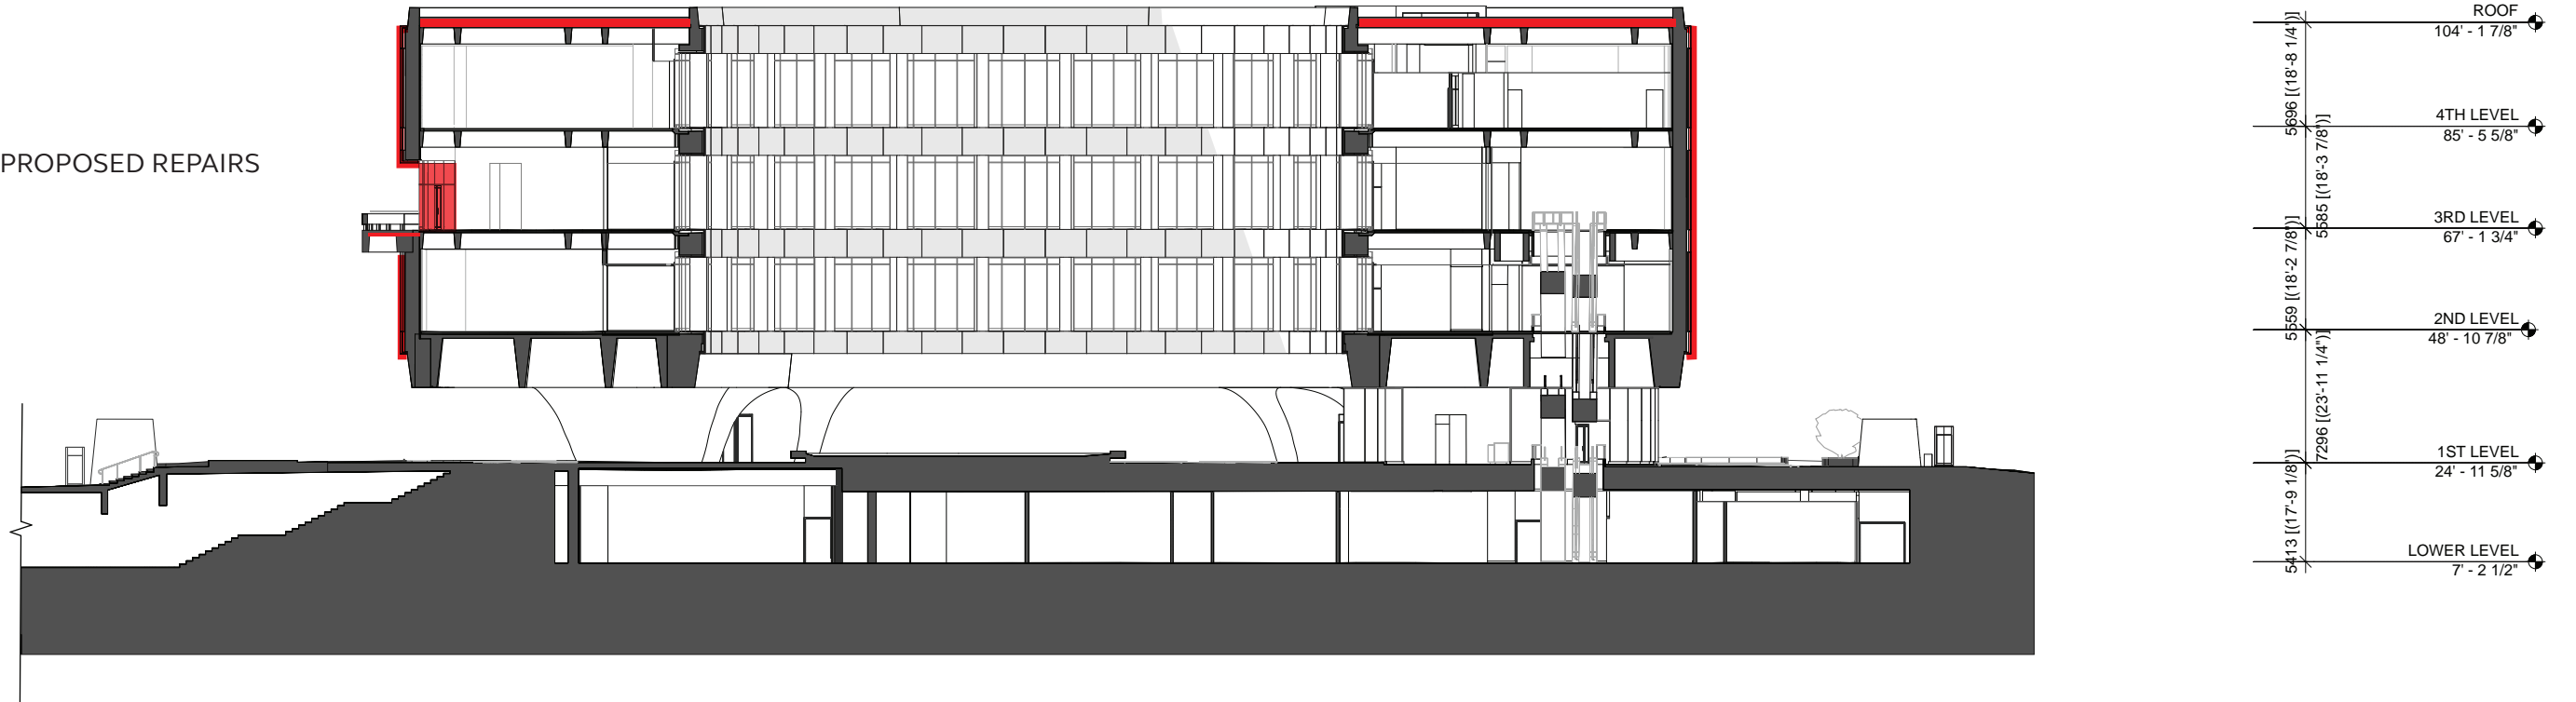 PROPOSED REPAIRS
ROOF
104' - 1 7/8"
5696 [(18'-8 1/4")]
4TH LEVEL
85' - 5 5/8"
5585 [(18'-3 7/8")]
3RD LEVEL
67' - 1 3/4"
5559 [(18'-2 7/8")]
2ND LEVEL
48' - 10 7/8"
7296 [(23'-11 1/4")]
1ST LEVEL
24' - 11 5/8"
5413 [(17'-9 1/8")]
LOWER LEVEL
7' - 2 1/2"